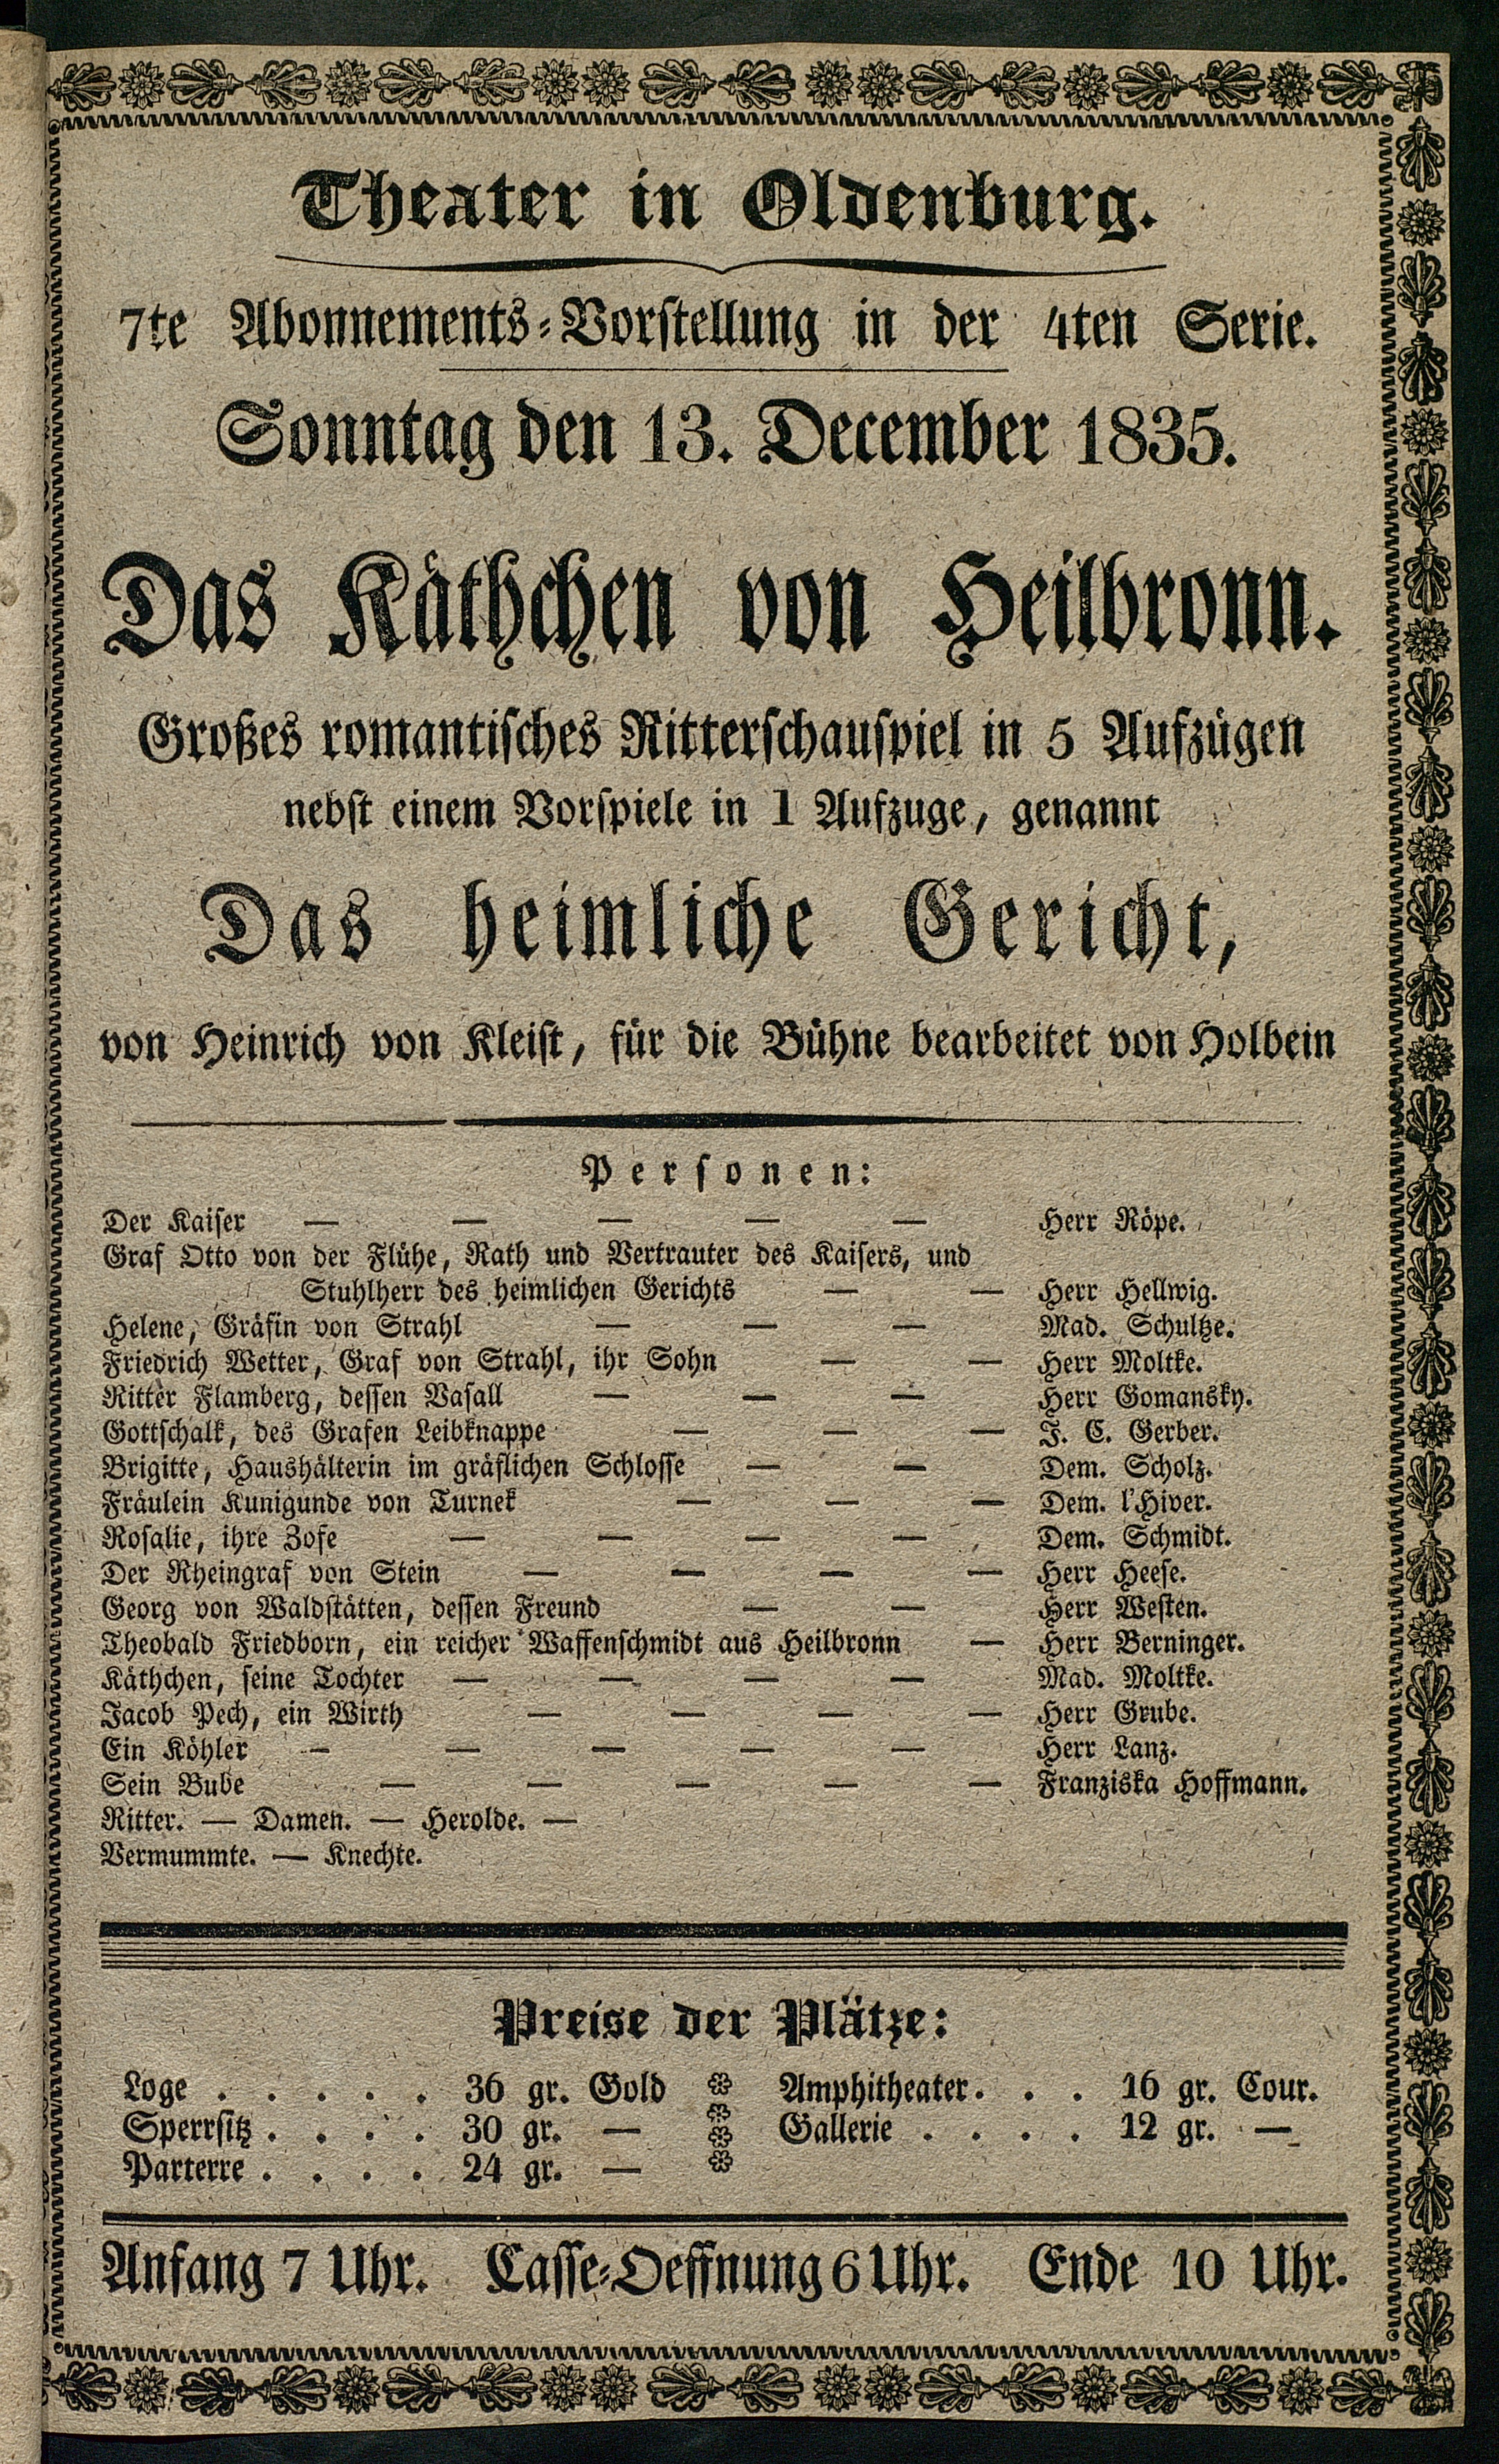 Theater in Oldenburg.
7te Abonnements-Vorstellung in der 4ten Serie.
Sonntag den 13. December 1835.
Das Käthchen von Heilbronn.
Großes romantisches Ritterschauspiel in 5 Aufzügen
nebst einem Vorspiele in 1 Aufzuge, genannt
Das heimliche Gericht,
von Heinrich von Kleist, für die Bühne bearbeitet von Holbein
Personen:
Der Kaiser — — — — — Herr Röpe.
Graf Otto von der Flühe, Rath und Vertrauter des Kaisers, und
Stuhlherr des heimlichen Gerichts — — Herr Hellwig.
Helene, Gräfin von Strahl — — — Mad. Schultze.
Friedrich Wetter, Graf von Strahl, ihr Sohn — — Herr Moltke.
Ritter Flamberg, dessen Vasall — — — Herr Gomansky.
Gottschalk, des Grafen Leibknappe — — — J. C. Gerber.
Brigitte, Haushälterin im gräflichen Schlosse — — Dem. Scholz.
Fräulein Kunigunde von Turnek — — — Dem. l'Hiver.
Rosalie, ihre Zofe — — — — Dem. Schmidt.
Der Rheingraf von Stein — — — — Herr Heese.
Georg von Waldstätten, dessen Freund — — Herr Westen.
Theobald Friedborn, ein reicher Waffenschmidt aus Heilbronn — Herr Berninger.
Käthchen, seine Tochter — — — — Mad. Moltke.
Jacob Pech, ein Wirth — — — — Herr Grube.
Ein Köhler — — — — — Herr Lanz.
Sein Bube — — — — — Franziska Hoffmann.
Ritter. — Damen. — Herolde. —
Vermummte. — Knechte.
Preise der Plätze:
Loge . . . . . 36 gr. Gold Amphitheater. . . 16 gr. Cour.
Sperrsitz . . . . 30 gr. — Gallerie . . . . 12 gr. —
Parterre . . . . 24 gr. —
Anfang 7 Uhr. Casse-Oeffnung 6 Uhr. Ende 10 Uhr.